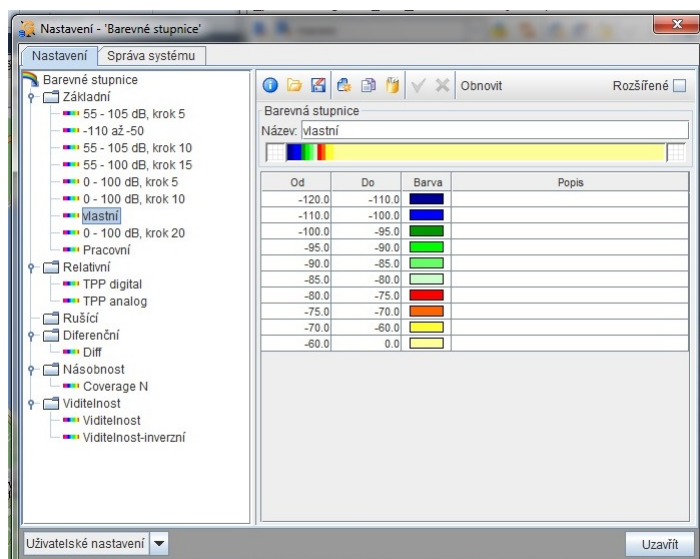 Nastavení - 'Barevné stupnice'
Nastavení
Správa systému
Barevné stupnice
Základní
55 - 105 dB, krok 5
-110 až -50
55 - 105 dB, krok 10
55 - 100 dB, krok 15
0 - 100 dB, krok 5
0 - 100 dB, krok 10
vlastní
0 - 100 dB, krok 20
Pracovní
Relativní
TPP digital
TPP analog
Rušící
Diferenční
Diff
Násobnost
Coverage N
Viditelnost
Viditelnost
Viditelnost-inverzní
Uživatelské nastavení
Obnovit
Rozšířené
Barevná stupnice
Název: vlastní
Od Do Barva Popis
-120.0 -110.0
-110.0 -100.0
-100.0 -95.0
-95.0 -90.0
-90.0 -85.0
-85.0 -80.0
-80.0 -75.0
-75.0 -70.0
-70.0 -60.0
-60.0 0.0
Uzavřít